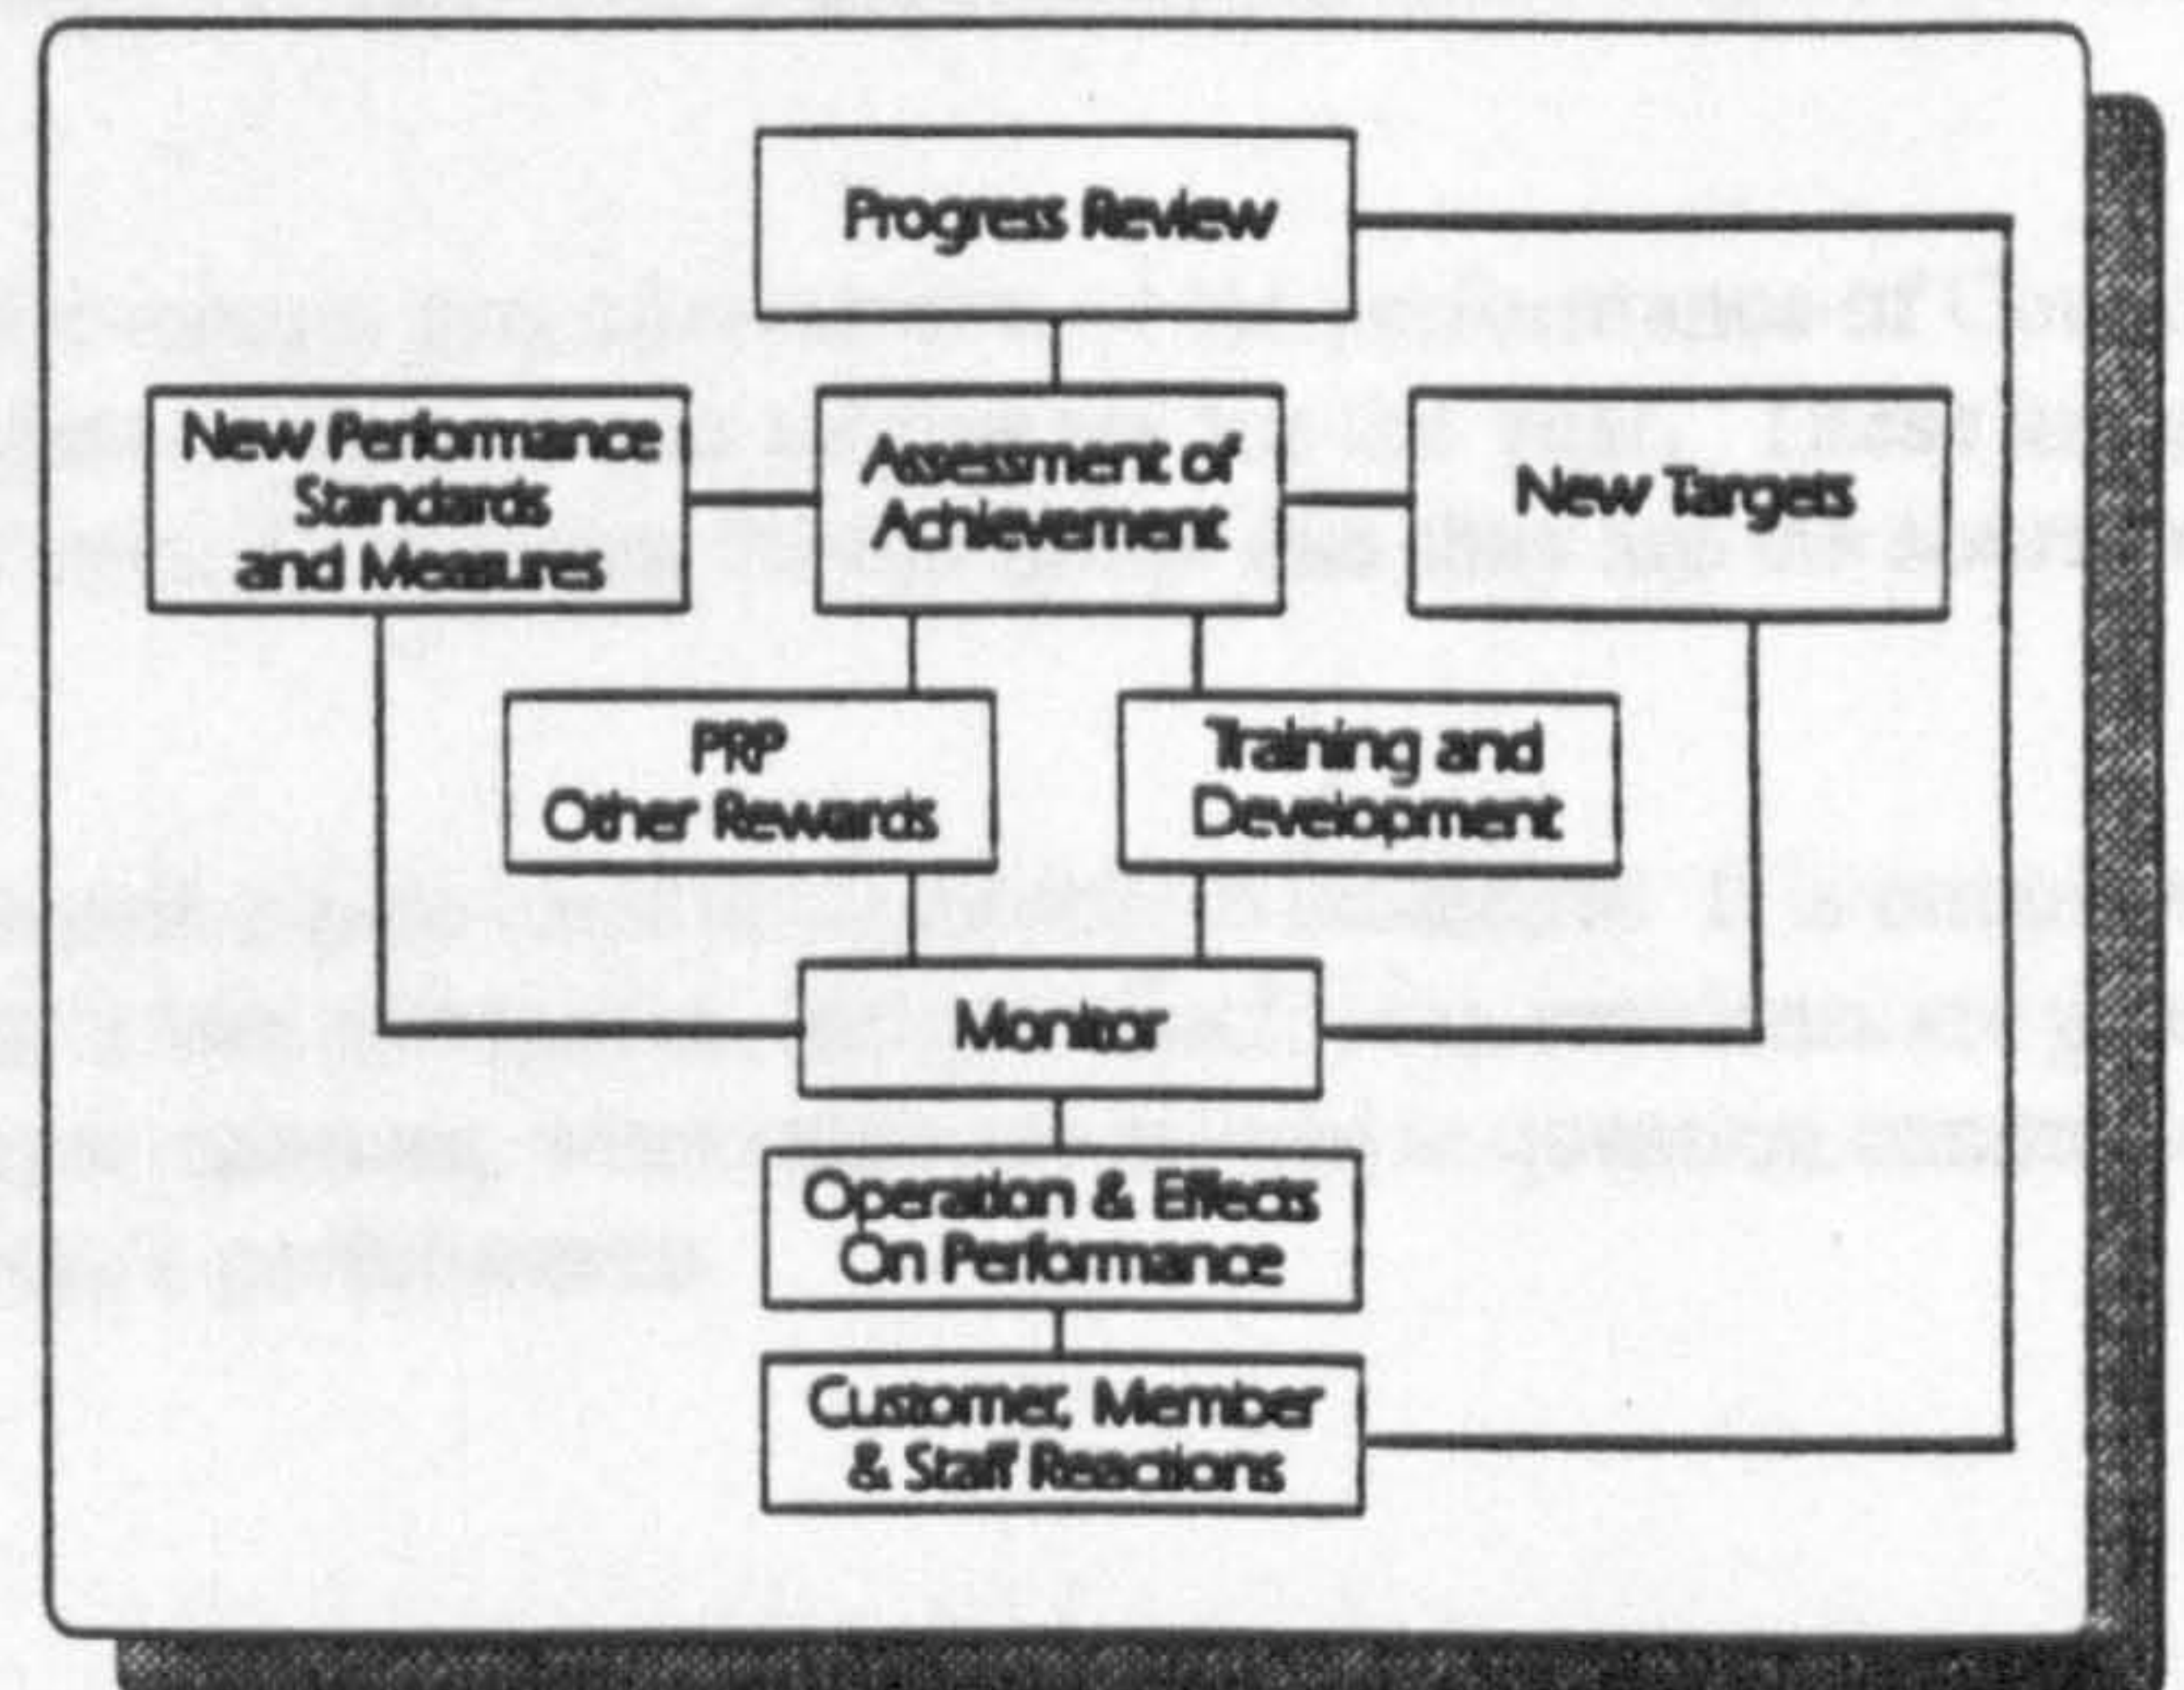 Progress Review
New Performance
Standards
and Measures
Assessment of
Achievement
New Targets
PRP
Other Rewards
Training and
Development
Monitor
Operation & Effects
On Performance
Customer, Member
& Staff Reactions